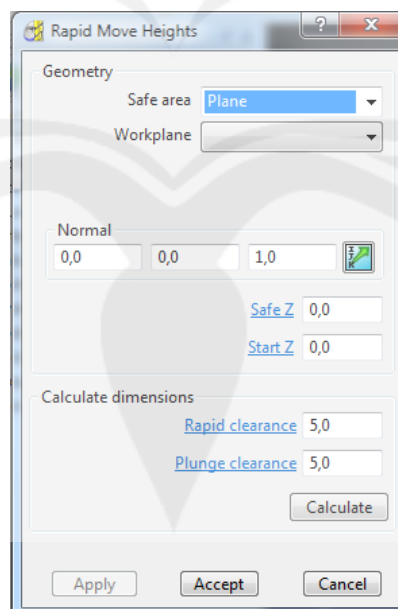 Rapid Move Heights
Geometry
Safe area Plane
Workplane
Normal
0,0 0,0 1,0
Safe Z 0,0
Start Z 0,0
Calculate dimensions
Rapid clearance 5,0
Plunge clearance 5,0
Calculate
Apply Accept Cancel